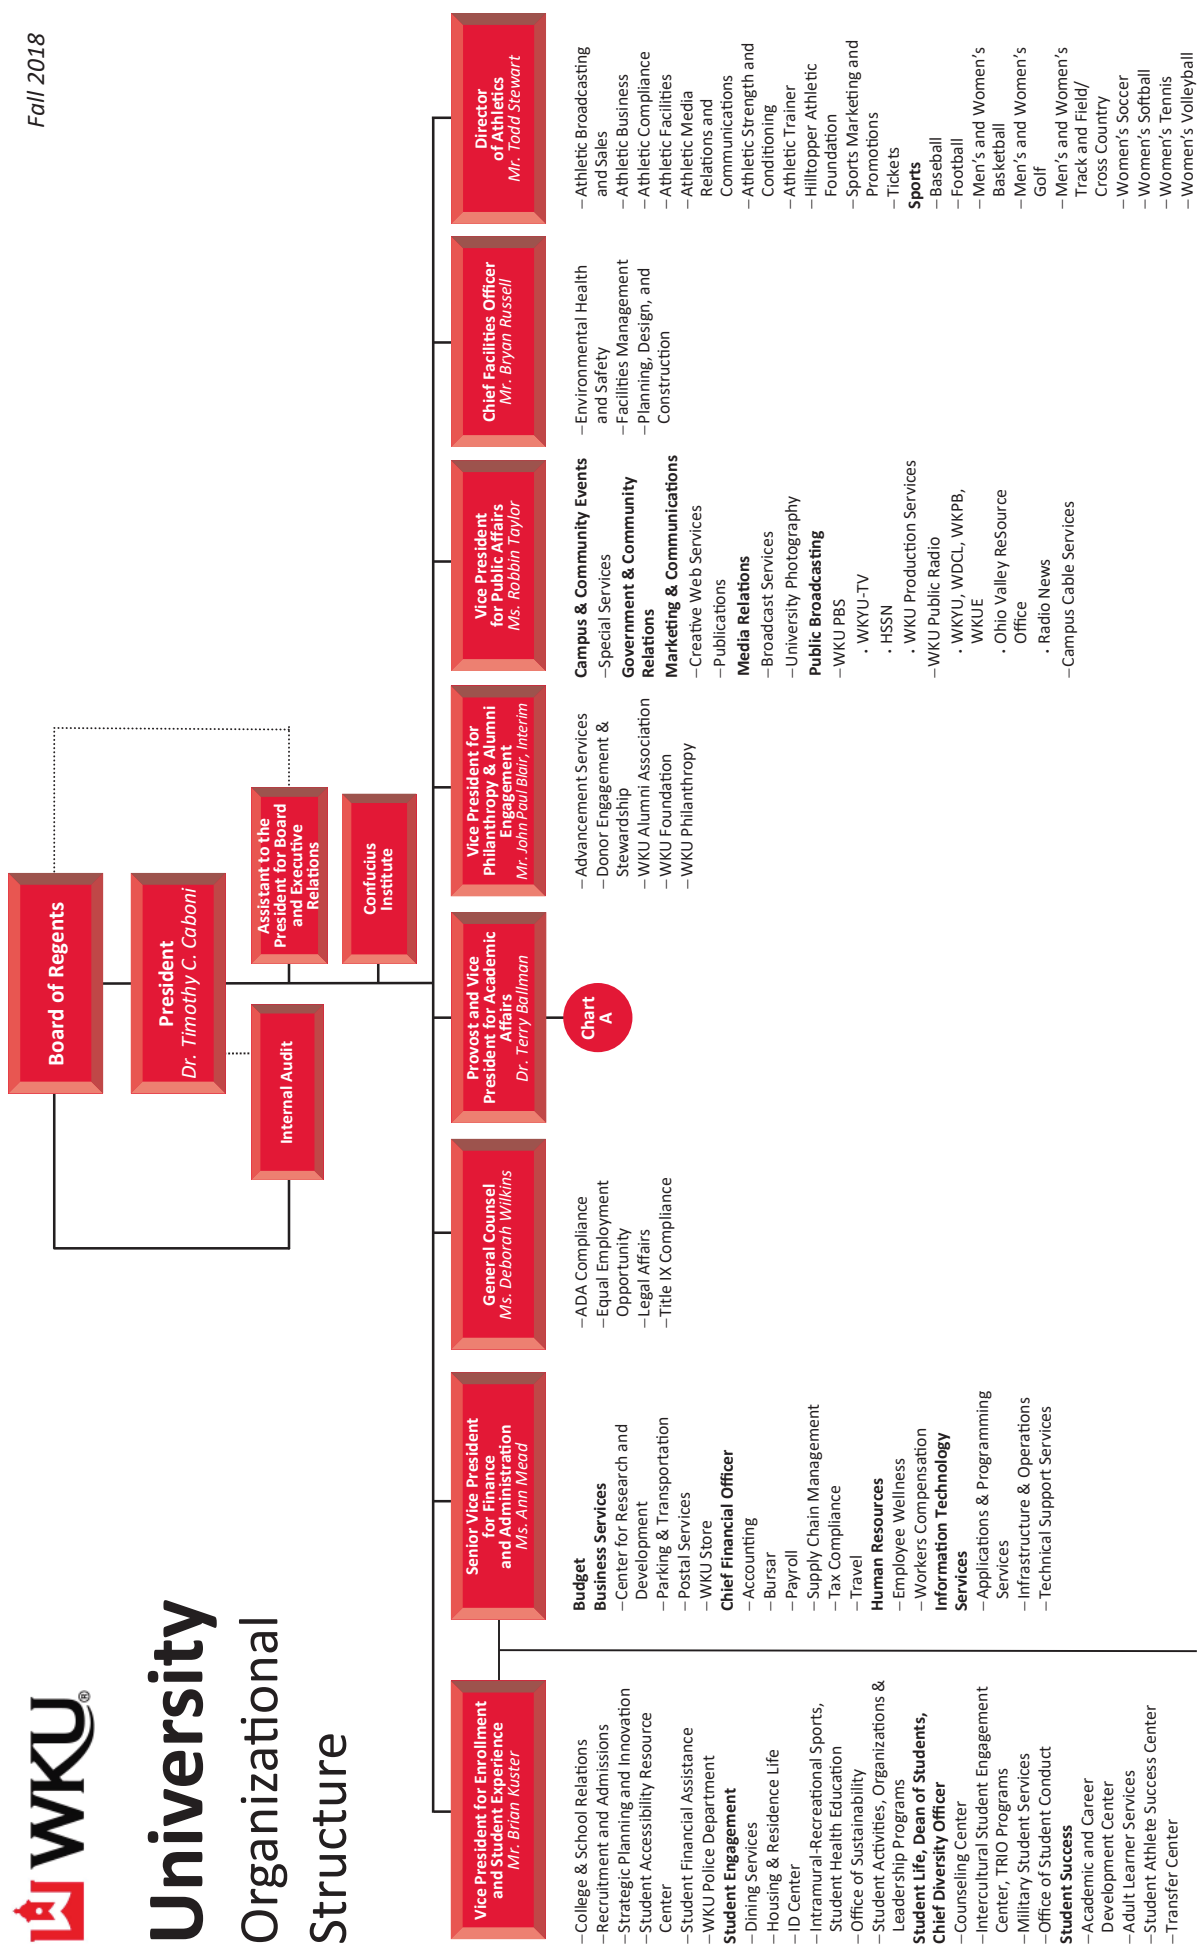 WKU®
University
Organizational
Structure
Fall 2018
Board of Regents
President
Dr. Timothy C. Caboni
Internal Audit
Assistant to the
President for Board
and Executive
Relations
Confucius
Institute
Vice President for Enrollment
and Student Experience
Mr. Brian Kuster
–College & School Relations
–Recruitment and Admissions
–Strategic Planning and Innovation
–Student Accessibility Resource
Center
–Student Financial Assistance
–WKU Police Department
Student Engagement
–Dining Services
–Housing & Residence Life
–ID Center
–Intramural-Recreational Sports,
Student Health Education
–Office of Sustainability
–Student Activities, Organizations &
Leadership Programs
Student Life, Dean of Students,
Chief Diversity Officer
–Counseling Center
–Intercultural Student Engagement
Center, TRIO Programs
–Military Student Services
–Office of Student Conduct
Student Success
–Academic and Career
Development Center
–Adult Learner Services
–Student Athlete Success Center
–Transfer Center
Senior Vice President
for Finance
and Administration
Ms. Ann Mead
Budget
Business Services
–Center for Research and
Development
–Parking & Transportation
–Postal Services
–WKU Store
Chief Financial Officer
–Accounting
–Bursar
–Payroll
–Supply Chain Management
–Tax Compliance
–Travel
Human Resources
–Employee Wellness
–Workers Compensation
Information Technology
Services
–Applications & Programming
Services
–Infrastructure & Operations
–Technical Support Services
General Counsel
Ms. Deborah Wilkins
–ADA Compliance
–Equal Employment
Opportunity
–Legal Affairs
–Title IX Compliance
Provost and Vice
President for Academic
Affairs
Dr. Terry Ballman
Chart
A
Vice President for
Philanthropy & Alumni
Engagement
Mr. John Paul Blair, Interim
–Advancement Services
–Donor Engagement &
Stewardship
–WKU Alumni Association
–WKU Foundation
–WKU Philanthropy
Vice President
for Public Affairs
Ms. Robbin Taylor
Campus & Community Events
–Special Services
Government & Community
Relations
Marketing & Communications
–Creative Web Services
–Publications
Media Relations
–Broadcast Services
–University Photography
Public Broadcasting
–WKU PBS
. WKYU-TV
. HSSN
. WKU Production Services
–WKU Public Radio
. WKYU, WDCL, WKPB,
WKUE
. Ohio Valley ReSource
Office
. Radio News
–Campus Cable Services
Chief Facilities Officer
Mr. Bryan Russell
–Environmental Health
and Safety
–Facilities Management
–Planning, Design, and
Construction
Director
of Athletics
Mr. Todd Stewart
–Athletic Broadcasting
and Sales
–Athletic Business
–Athletic Compliance
–Athletic Facilities
–Athletic Media
Relations and
Communications
–Athletic Strength and
Conditioning
–Athletic Trainer
–Hilltopper Athletic
Foundation
–Sports Marketing and
Promotions
–Tickets
Sports
–Baseball
–Football
–Men's and Women's
Basketball
–Men's and Women's
Golf
–Men's and Women's
Track and Field/
Cross Country
–Women's Soccer
–Women's Softball
–Women's Tennis
–Women's Volleyball